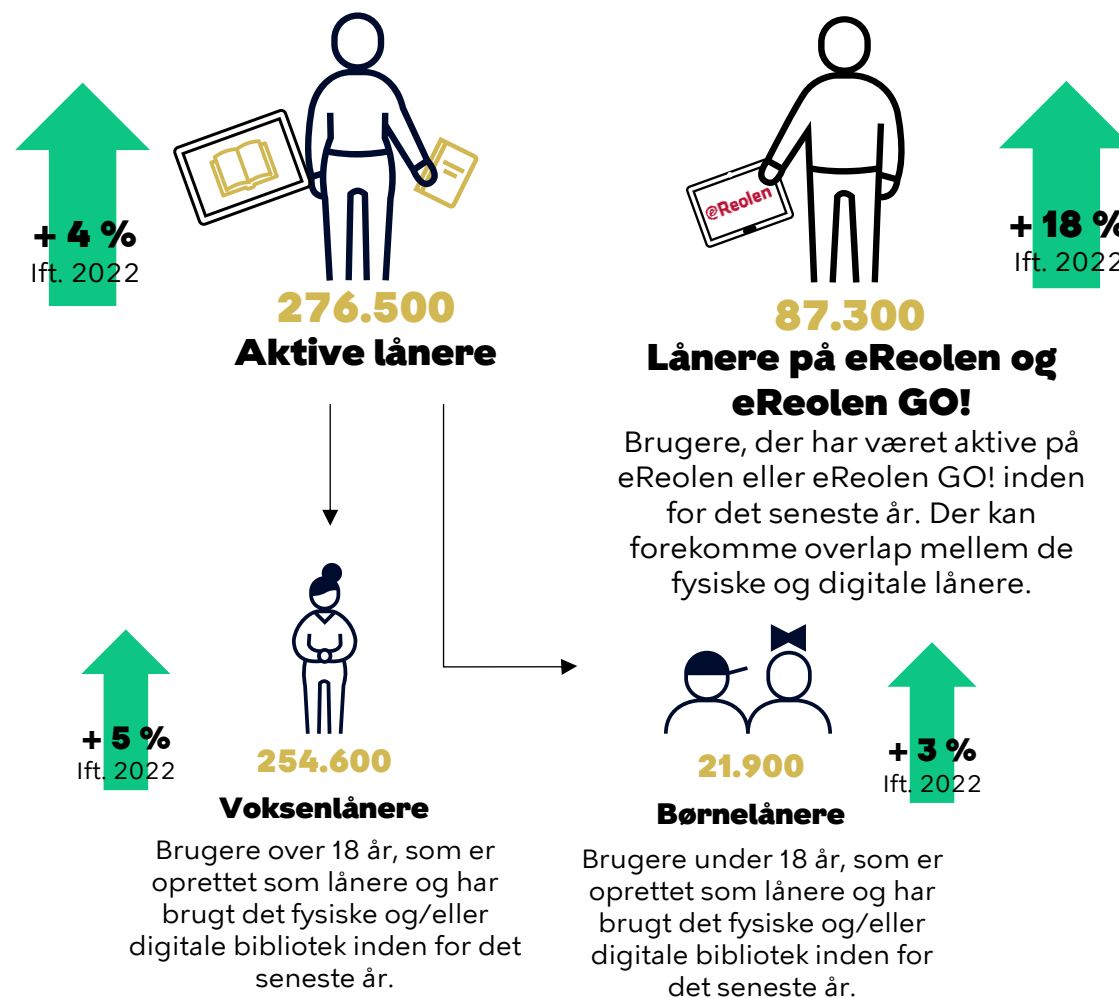 + 4 %
Ift. 2022
276.500
Aktive lånere
eReolen
+ 18 %
Ift. 2022
87.300
Lånere på eReolen og
eReolen GO!
Brugere, der har været aktive på
eReolen eller eReolen GO! inden
for det seneste år. Der kan
forekomme overlap mellem de
fysiske og digitale lånere.
+ 5 %
Ift. 2022
254.600
Voksenlånere
Brugere over 18 år, som er
oprettet som lånere og har
brugt det fysiske og/eller
digitale bibliotek inden for det
seneste år.
21.900
Børnelånere
+ 3 %
Ift. 2022
Brugere under 18 år, som er
oprettet som lånere og har
brugt det fysiske og/eller
digitale bibliotek inden for
det seneste år.